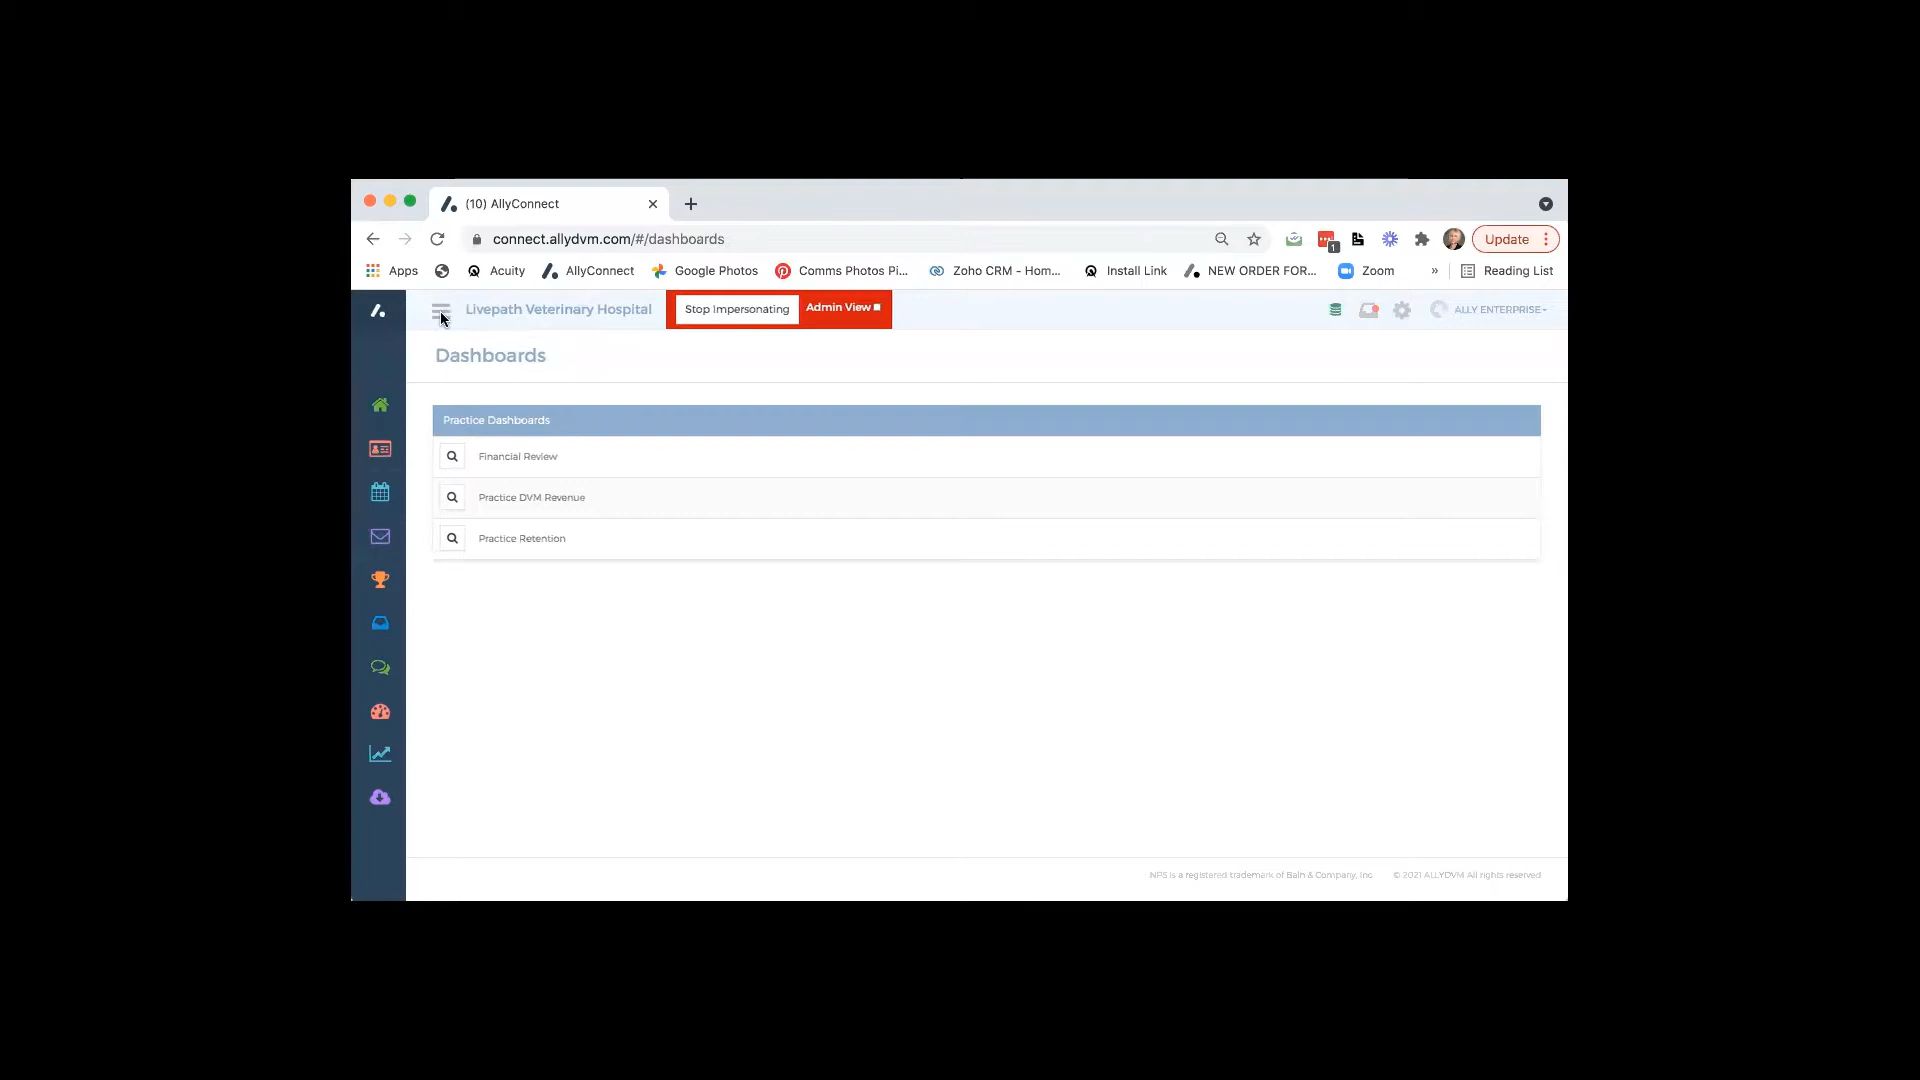 (10) AllyConnect
connect.allydvm.com/#/dashboards
Update
1
Apps
Acuity
AllyConnect
Google Photos
Comms Photos Pi...
Zoho CRM - Hom...
Install Link
NEW ORDER FOR...
Zoom
»
Reading List
Livepath Veterinary Hospital
Stop Impersonating
Admin View
ALLY ENTERPRISE
Dashboards
Practice Dashboards
Financial Review
Practice DVM Revenue
Practice Retention
NPS is a registered trademark of Bain & Company, Inc.
© 2021 ALLYDVM All rights reserved